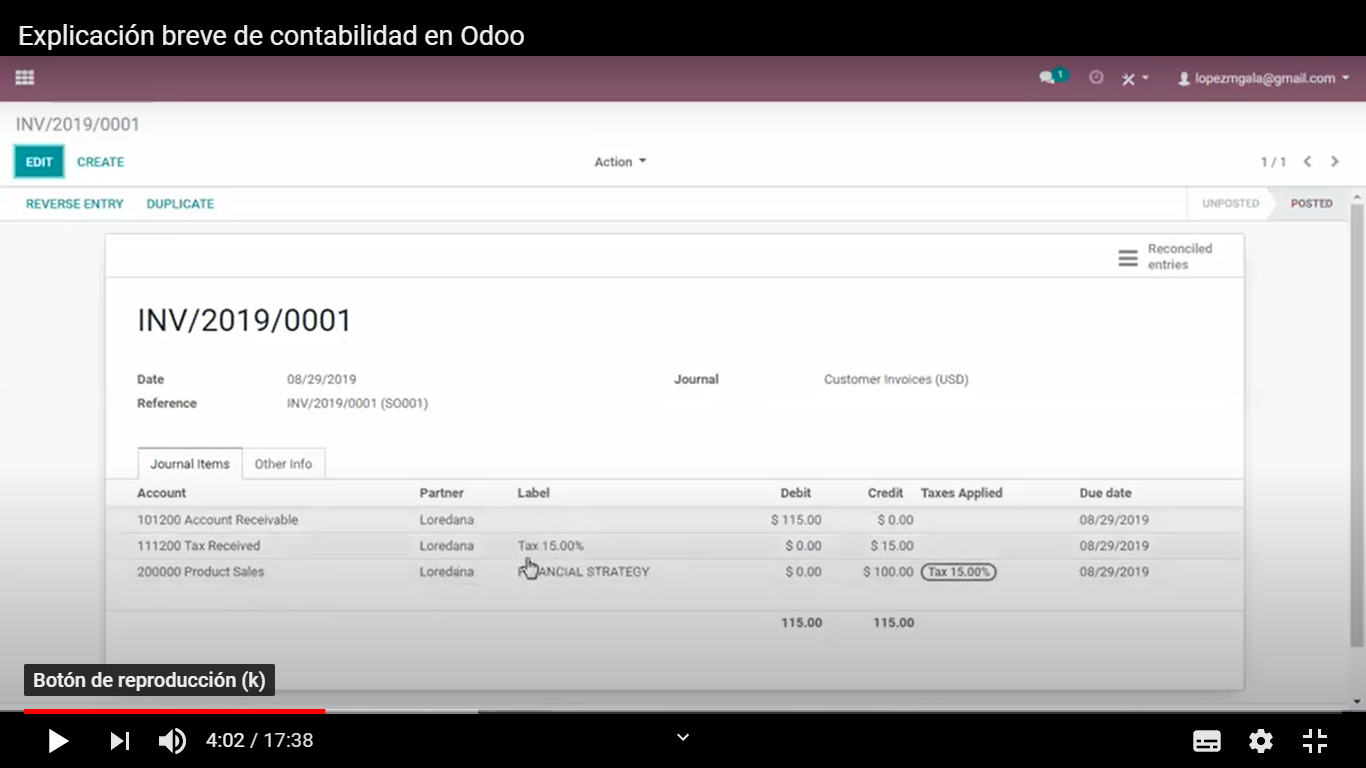 Explicación breve de contabilidad en Odoo
1 lopezmgala@gmail.com
INV/2019/0001
EDIT CREATE Action 1 / 1
REVERSE ENTRY DUPLICATE UNPOSTED POSTED
Reconciled
entries
INV/2019/0001
Date 08/29/2019 Journal Customer Invoices (USD)
Reference INV/2019/0001 (SO001)
Journal Items Other Info
Account Partner Label Debit Credit Taxes Applied Due date
101200 Account Receivable Loredana $ 115.00 $ 0.00 08/29/2019
111200 Tax Received Loredana Tax 15.00% $ 0.00 $ 15.00 08/29/2019
200000 Product Sales Loredana FINANCIAL STRATEGY $ 0.00 $ 100.00 Tax 15.00% 08/29/2019
115.00 115.00
Botón de reproducción (k)
4:02 / 17:38